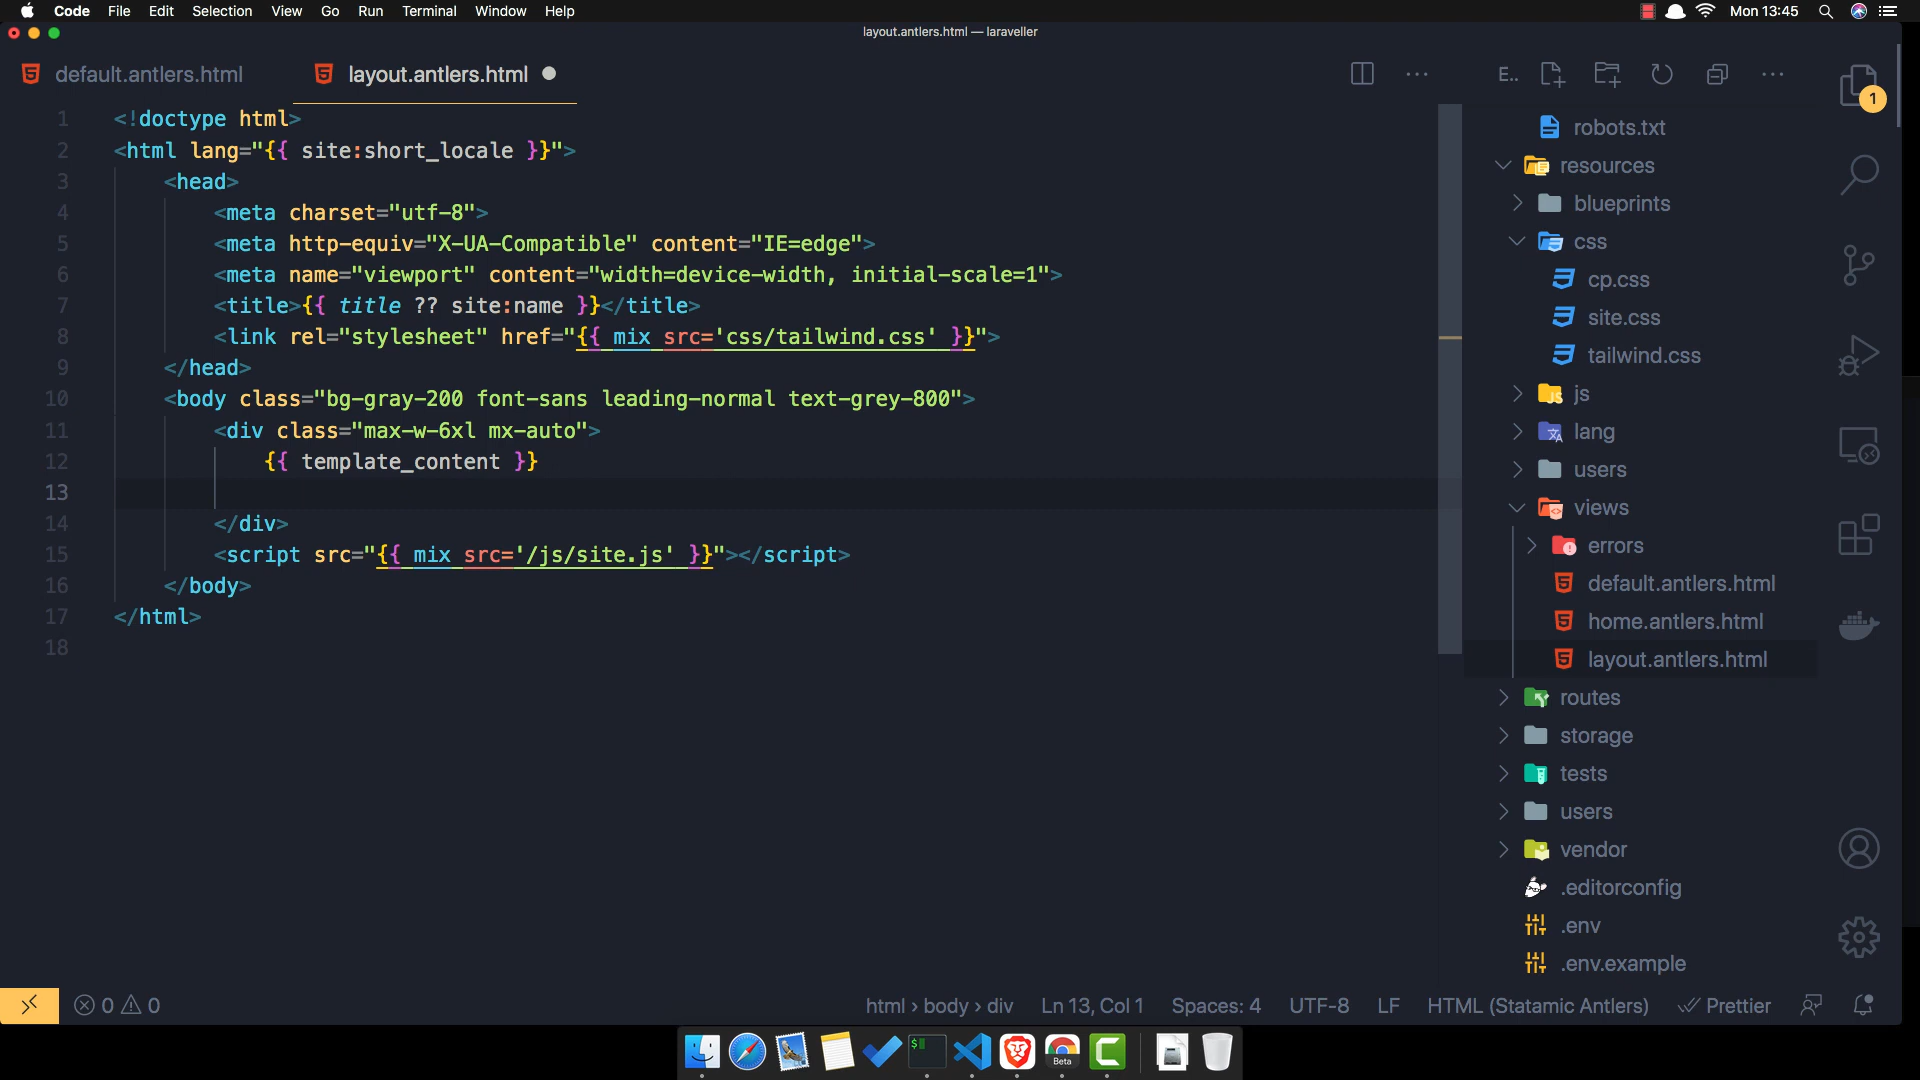 Code File Edit Selection View Go Run Terminal Window Help
Mon 13:45
layout.antlers.html — laraveller
default.antlers.html
layout.antlers.html
1 <!doctype html>
2 <html lang="{{ site:short_locale }}">
3 <head>
4 <meta charset="utf-8">
5 <meta http-equiv="X-UA-Compatible" content="IE=edge">
6 <meta name="viewport" content="width=device-width, initial-scale=1">
7 <title>{{ title ?? site:name }}</title>
8 <link rel="stylesheet" href="{{ mix src='css/tailwind.css' }}">
9 </head>
10 <body class="bg-gray-200 font-sans leading-normal text-grey-800">
11 <div class="max-w-6xl mx-auto">
12 {{ template_content }}
13
14 </div>
15 <script src="{{ mix src='/js/site.js' }}"></script>
16 </body>
17 </html>
18
E..
1
robots.txt
resources
blueprints
css
cp.css
site.css
tailwind.css
js
lang
users
views
errors
default.antlers.html
home.antlers.html
layout.antlers.html
routes
storage
tests
users
vendor
.editorconfig
.env
.env.example
0 0
html › body › div
Ln 13, Col 1
Spaces: 4
UTF-8
LF
HTML (Statamic Antlers)
Prettier
$
Beta